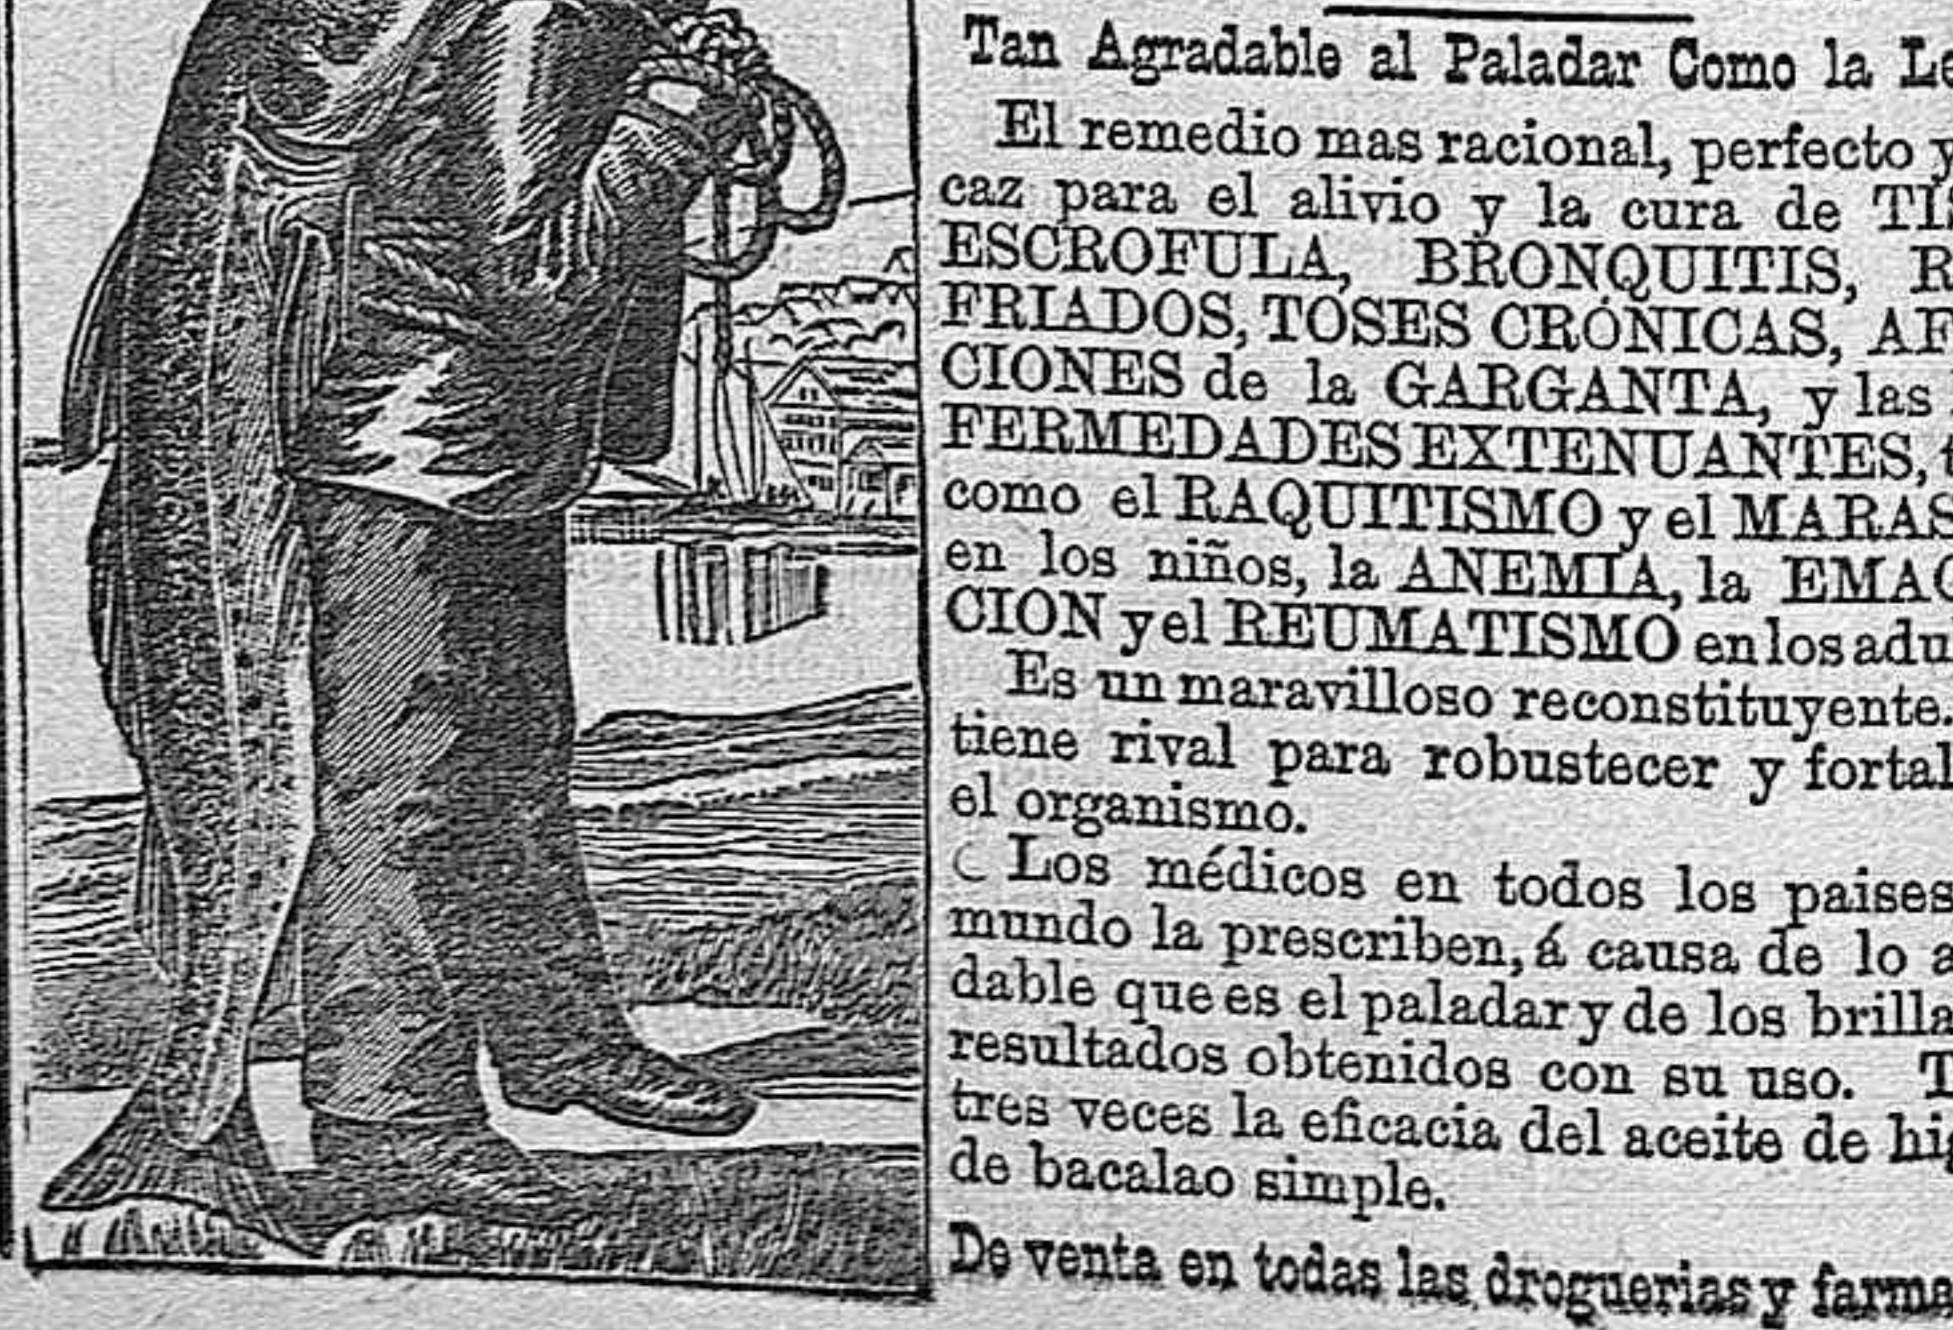 Tan Agradable al Paladar Como la Le
El remedio mas racional, perfecto y
caz para el alivio y la cura de TI
ESCROFULA, BRONQUITIS, R
FRIADOS, TOSES CRÓNICAS, AF
CIONES de la GARGANTA, y las
FERMEDADES EXTENUANTES, t
como el RAQUITISMO y el MARAS
en los niños, la ANEMIA, la EMAC
CION y el REUMATISMO en los adu
Es un maravilloso reconstituyente.
tiene rival para robustecer y fortal
el organismo.
Los médicos en todos los paises
mundo la prescriben, á causa de lo a
dable que es el paladar y de los brilla
resultados obtenidos con su uso. T
tres veces la eficacia del aceite de hig
de bacalao simple.
De venta en todas las droguerias y farma